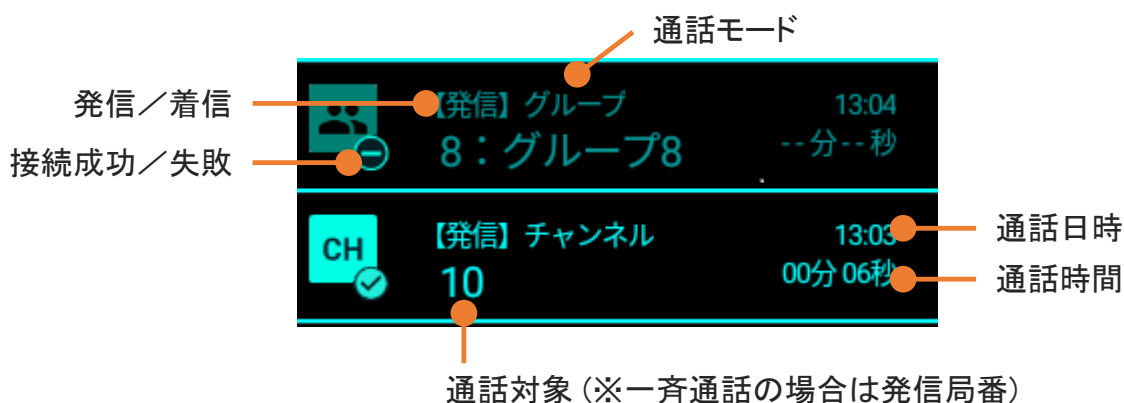 通話モード
発信／着信
接続成功／失敗
【発信】グループ
13:04
8：グループ8
--分--秒
CH
【発信】チャンネル
13:03
10
00分06秒
通話日時
通話時間
通話対象（※一斉通話の場合は発信局番）